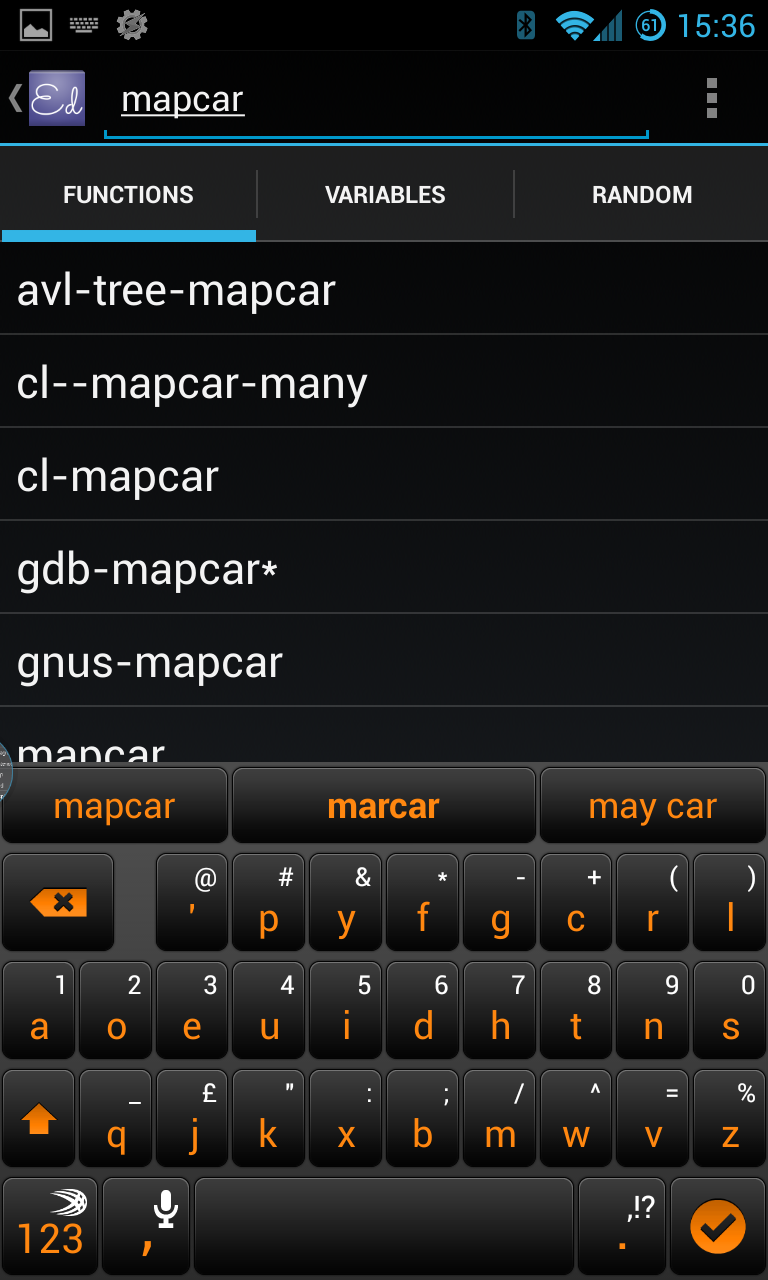 61 15:36
Ed mapcar
FUNCTIONS VARIABLES RANDOM
avl-tree-mapcar
cl--mapcar-many
cl-mapcar
gdb-mapcar*
gnus-mapcar
mapcar
mapcar marcar may car
@ # & * - + ( )
' p y f g c r l
1 2 3 4 5 6 7 8 9 0
a o e u i d h t n s
_ £ " : ; / ^ = %
q j k x b m w v z
,!?
123 , .